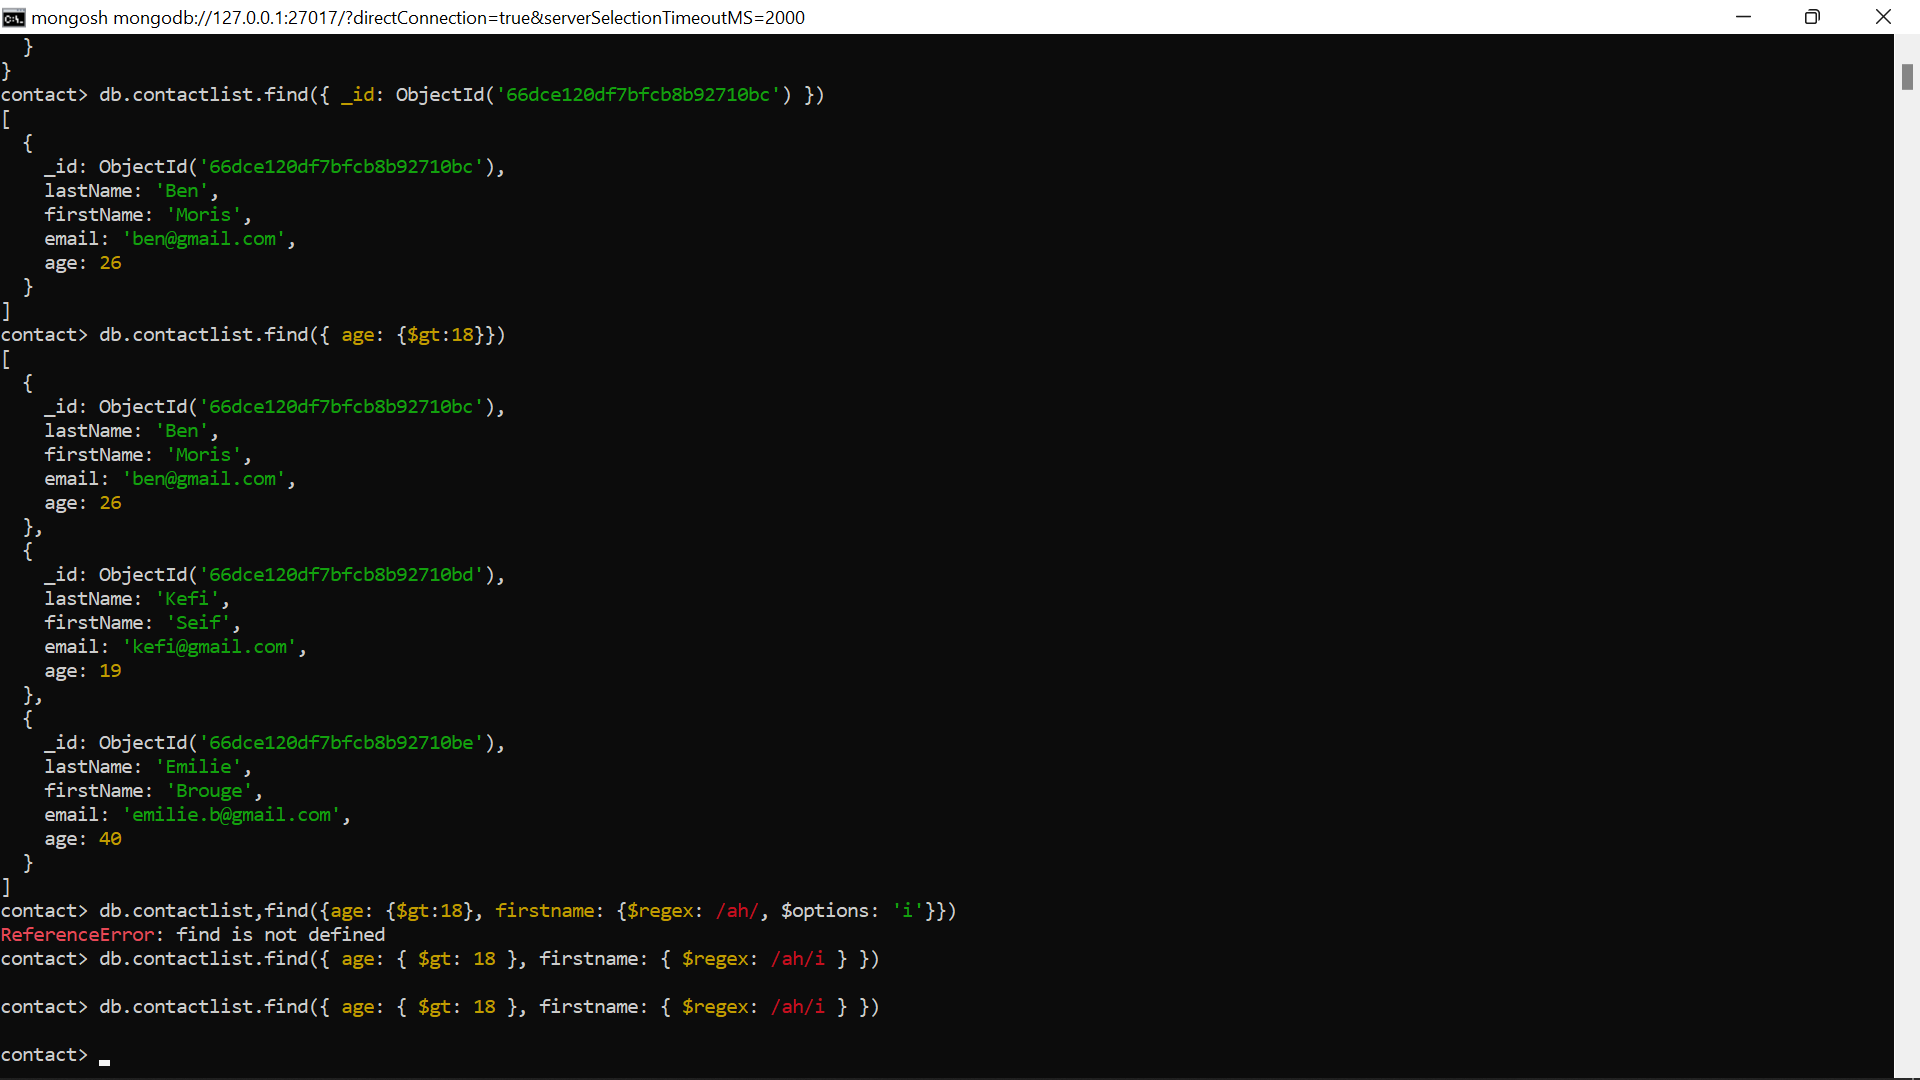 mongosh mongodb://127.0.0.1:27017/?directConnection=true&serverSelectionTimeoutMS=2000
  }
}
contact> db.contactlist.find({ _id: ObjectId('66dce120df7bfcb8b92710bc') })
[
  {
    _id: ObjectId('66dce120df7bfcb8b92710bc'),
    lastName: 'Ben',
    firstName: 'Moris',
    email: 'ben@gmail.com',
    age: 26
  }
]
contact> db.contactlist.find({ age: {$gt:18}})
[
  {
    _id: ObjectId('66dce120df7bfcb8b92710bc'),
    lastName: 'Ben',
    firstName: 'Moris',
    email: 'ben@gmail.com',
    age: 26
  },
  {
    _id: ObjectId('66dce120df7bfcb8b92710bd'),
    lastName: 'Kefi',
    firstName: 'Seif',
    email: 'kefi@gmail.com',
    age: 19
  },
  {
    _id: ObjectId('66dce120df7bfcb8b92710be'),
    lastName: 'Emilie',
    firstName: 'Brouge',
    email: 'emilie.b@gmail.com',
    age: 40
  }
]
contact> db.contactlist,find({age: {$gt:18}, firstname: {$regex: /ah/, $options: 'i'}})
ReferenceError: find is not defined
contact> db.contactlist.find({ age: { $gt: 18 }, firstname: { $regex: /ah/i } })
contact> db.contactlist.find({ age: { $gt: 18 }, firstname: { $regex: /ah/i } })
contact>